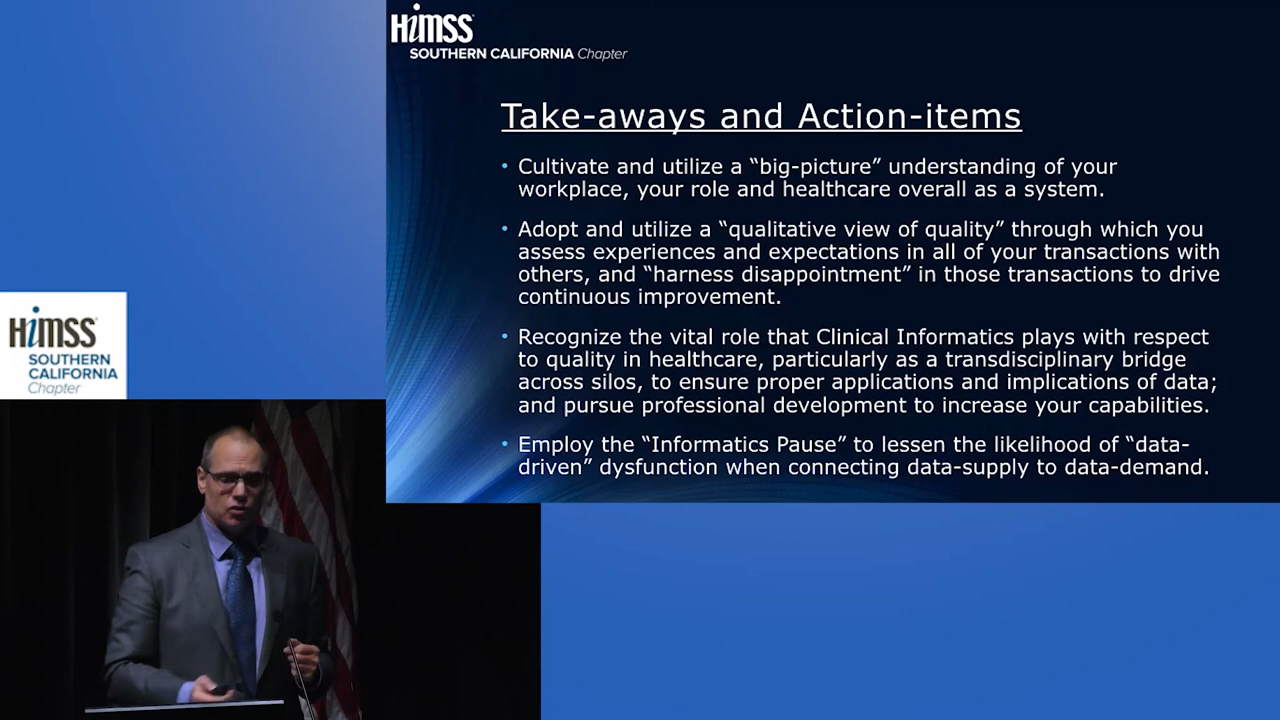 HiMSS
SOUTHERN CALIFORNIA Chapter
Take-aways and Action-items
• Cultivate and utilize a “big-picture” understanding of your
workplace, your role and healthcare overall as a system.
• Adopt and utilize a “qualitative view of quality” through which you
assess experiences and expectations in all of your transactions with
others, and “harness disappointment” in those transactions to drive
continuous improvement.
• Recognize the vital role that Clinical Informatics plays with respect
to quality in healthcare, particularly as a transdisciplinary bridge
across silos, to ensure proper applications and implications of data;
and pursue professional development to increase your capabilities.
• Employ the “Informatics Pause” to lessen the likelihood of “data-
driven” dysfunction when connecting data-supply to data-demand.
HiMSS
SOUTHERN
CALIFORNIA
Chapter